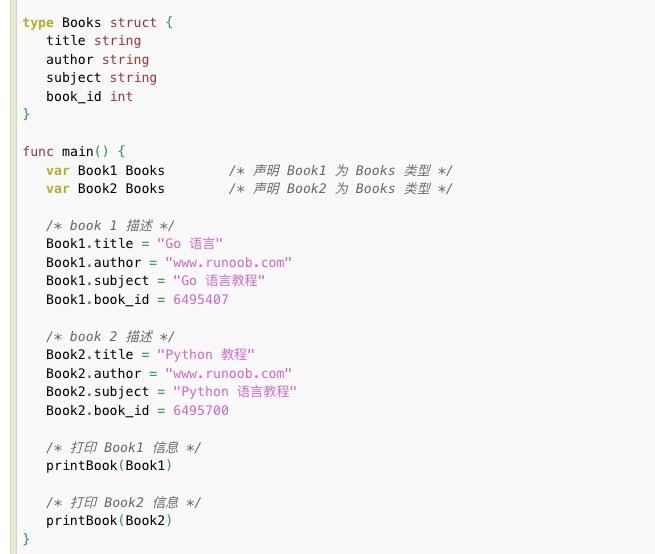 type Books struct {
   title string
   author string
   subject string
   book_id int
}

func main() {
   var Book1 Books        /* 声明 Book1 为 Books 类型 */
   var Book2 Books        /* 声明 Book2 为 Books 类型 */

   /* book 1 描述 */
   Book1.title = "Go 语言"
   Book1.author = "www.runoob.com"
   Book1.subject = "Go 语言教程"
   Book1.book_id = 6495407

   /* book 2 描述 */
   Book2.title = "Python 教程"
   Book2.author = "www.runoob.com"
   Book2.subject = "Python 语言教程"
   Book2.book_id = 6495700

   /* 打印 Book1 信息 */
   printBook(Book1)

   /* 打印 Book2 信息 */
   printBook(Book2)
}